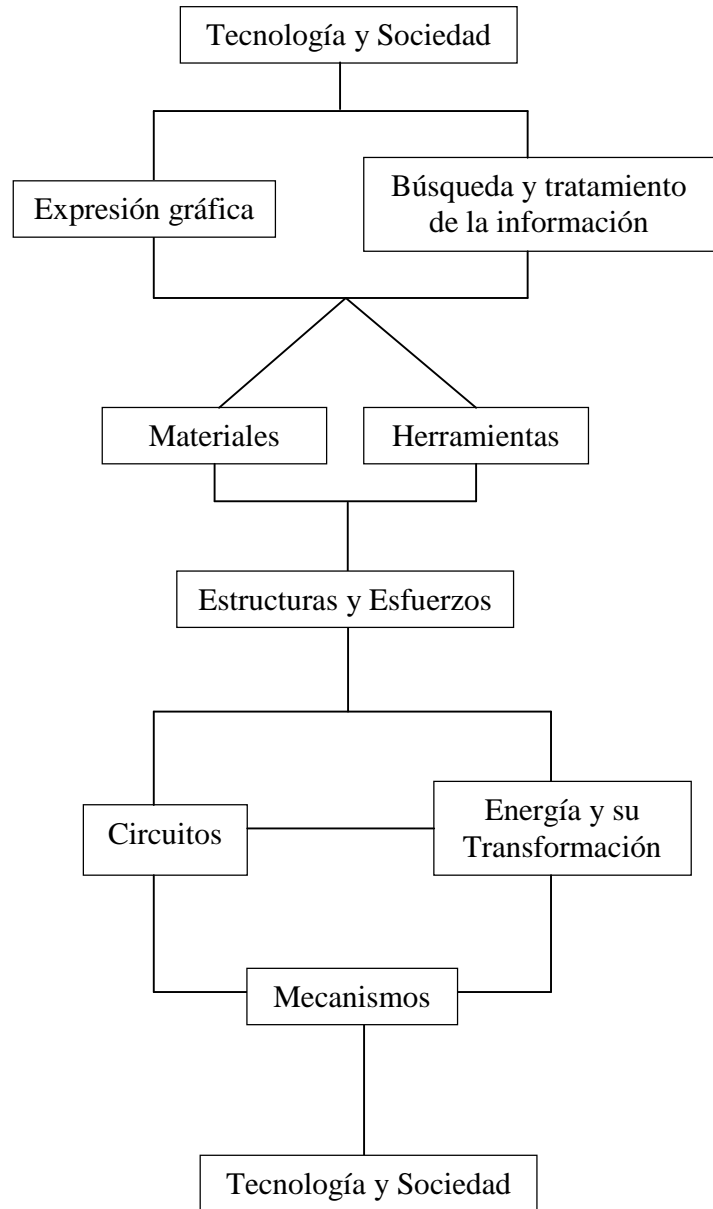 Tecnología y Sociedad
Expresión gráfica
Búsqueda y tratamiento
de la información
Materiales
Herramientas
Estructuras y Esfuerzos
Circuitos
Energía y su
Transformación
Mecanismos
Tecnología y Sociedad